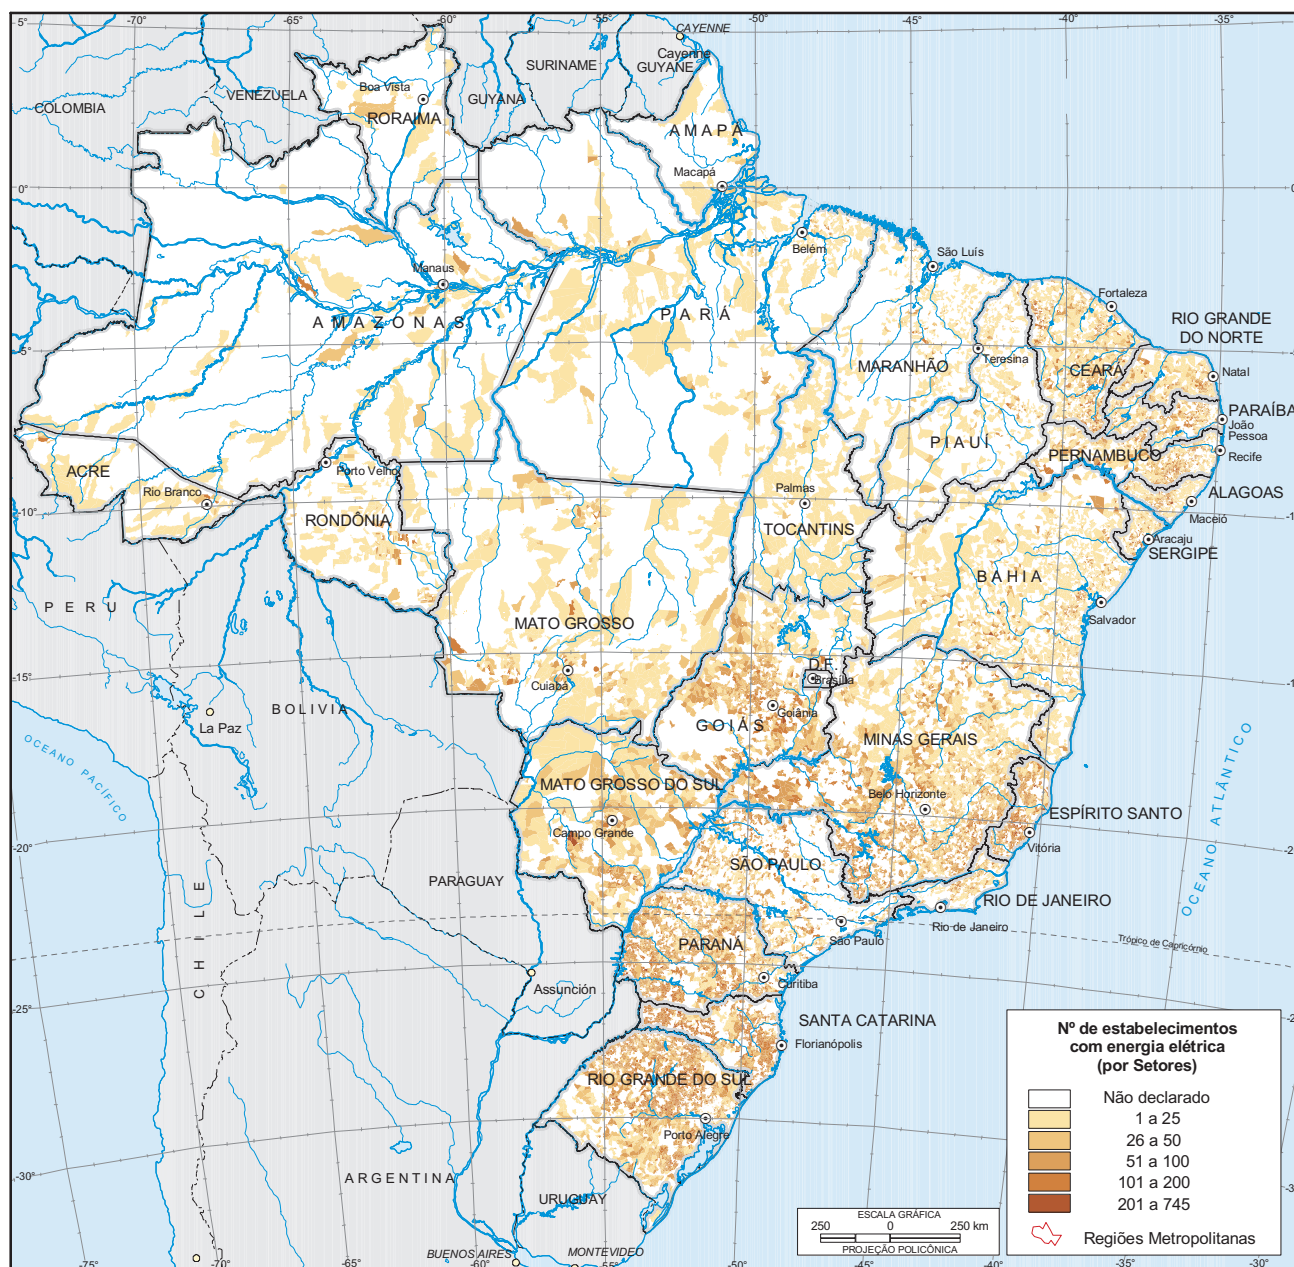 -5°
-70°
-65°
-60°
-55°
-50°
-45°
-40°
-35°
5°
CAYENNE
Cayenne
GUYANE
SURINAME
GUYANA
VENEZUELA
COLOMBIA
Boa Vista
RORAIMA
AMAPÁ
Macapá
0°
Belém
São Luís
Manaus
AMAZONAS
PARÁ
Fortaleza
RIO GRANDE
DO NORTE
-5°
MARANHÃO
Teresina
CEARÁ
Natal
PARAÍBA
João
Pessoa
PIAUÍ
PERNAMBUCO
Recife
ACRE
Porto Velho
Rio Branco
RONDÔNIA
Palmas
TOCANTINS
ALAGOAS
Maceió
-10°
Aracaju
SERGIPE
BAHIA
PERU
MATO GROSSO
Salvador
Cuiabá
D.F.
Brasília
-15°
La Paz
BOLIVIA
GOIÁS
Goiânia
MINAS GERAIS
OCEANO PACÍFICO
OCEANO ATLÂNTICO
MATO GROSSO DO SUL
Belo Horizonte
Campo Grande
ESPÍRITO SANTO
Vitória
-20°
SÃO PAULO
PARAGUAY
CHILE
RIO DE JANEIRO
Rio de Janeiro
São Paulo
Trópico de Capricórnio
PARANÁ
Curitiba
Assunción
-25°
SANTA CATARINA
Florianópolis
RIO GRANDE DO SUL
Porto Alegre
ARGENTINA
-30°
URUGUAY
BUENOS AIRES
MONTEVIDEO
Nº de estabelecimentos
com energia elétrica
(por Setores)
Não declarado
1 a 25
26 a 50
51 a 100
101 a 200
201 a 745
Regiões Metropolitanas
ESCALA GRÁFICA
250 0 250 km
PROJEÇÃO POLICÔNICA
-75°
-70°
-65°
-60°
-55°
-50°
-45°
-40°
-35°
-30°